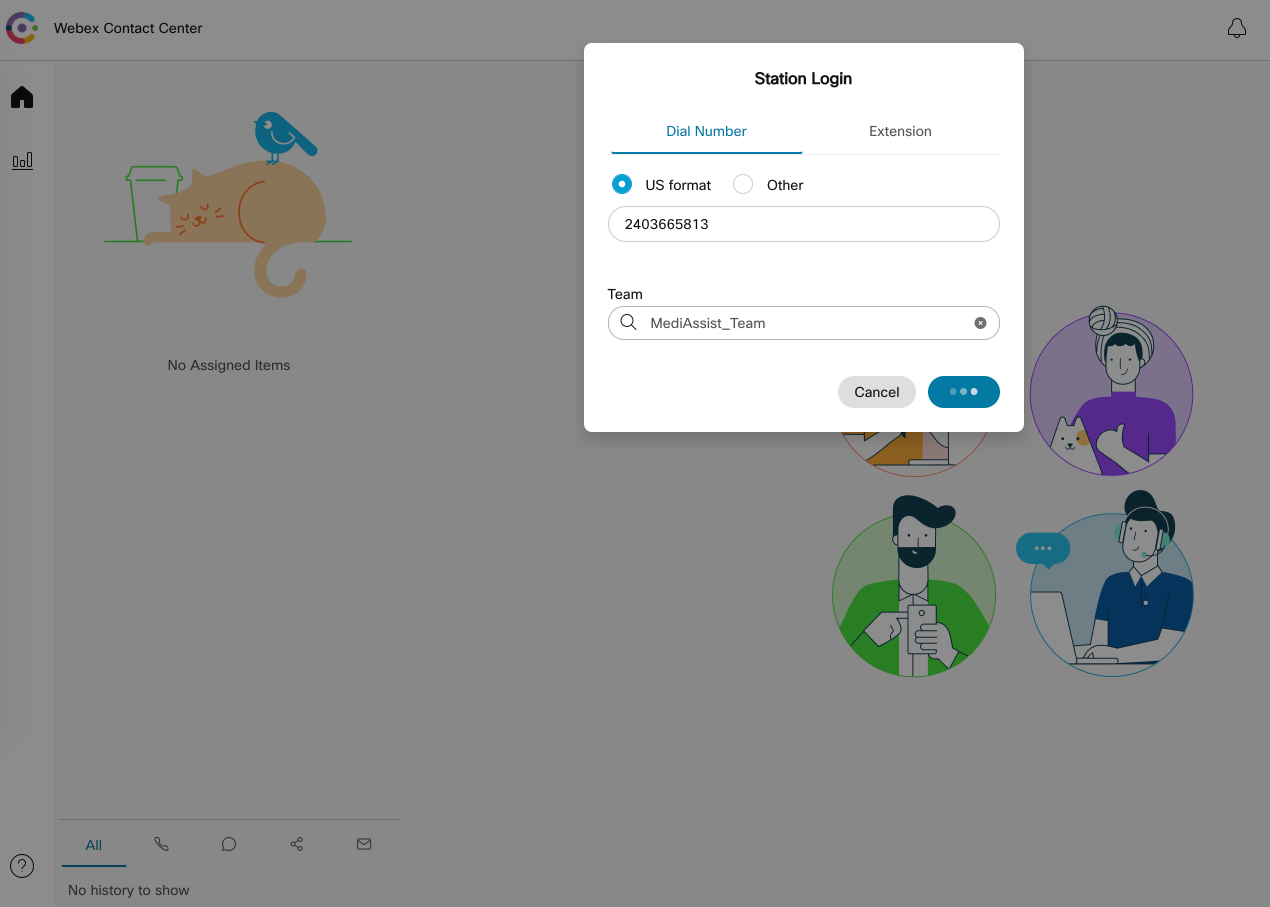 Webex Contact Center
Station Login
Dial Number
Extension
US format
Other
2403665813
Team
MediAssist_Team
Cancel
No Assigned Items
All
No history to show